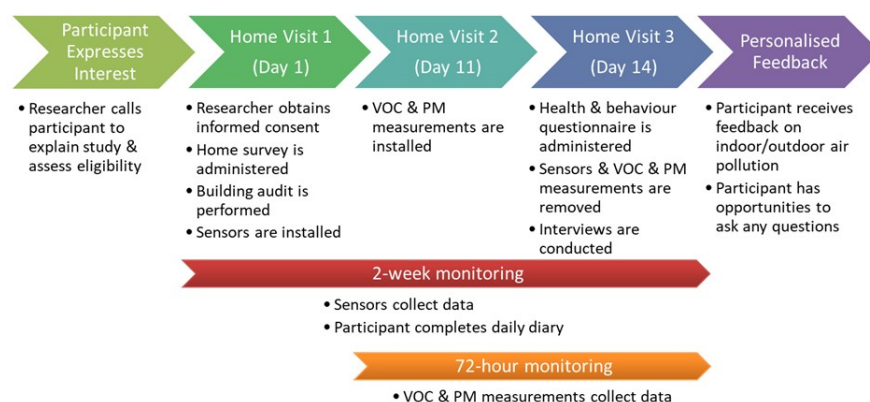 Participant
Expresses
Interest
• Researcher calls
participant to
explain study &
assess eligibility
Home Visit 1
(Day 1)
• Researcher obtains
informed consent
• Home survey is
administered
• Building audit is
performed
• Sensors are installed
Home Visit 2
(Day 11)
• VOC & PM
measurements are
installed
Home Visit 3
(Day 14)
• Health & behaviour
questionnaire is
administered
• Sensors & VOC & PM
measurements are
removed
• Interviews are
conducted
Personalised
Feedback
• Participant receives
feedback on
indoor/outdoor air
pollution
• Participant has
opportunities to
ask any questions
2-week monitoring
• Sensors collect data
• Participant completes daily diary
72-hour monitoring
• VOC & PM measurements collect data